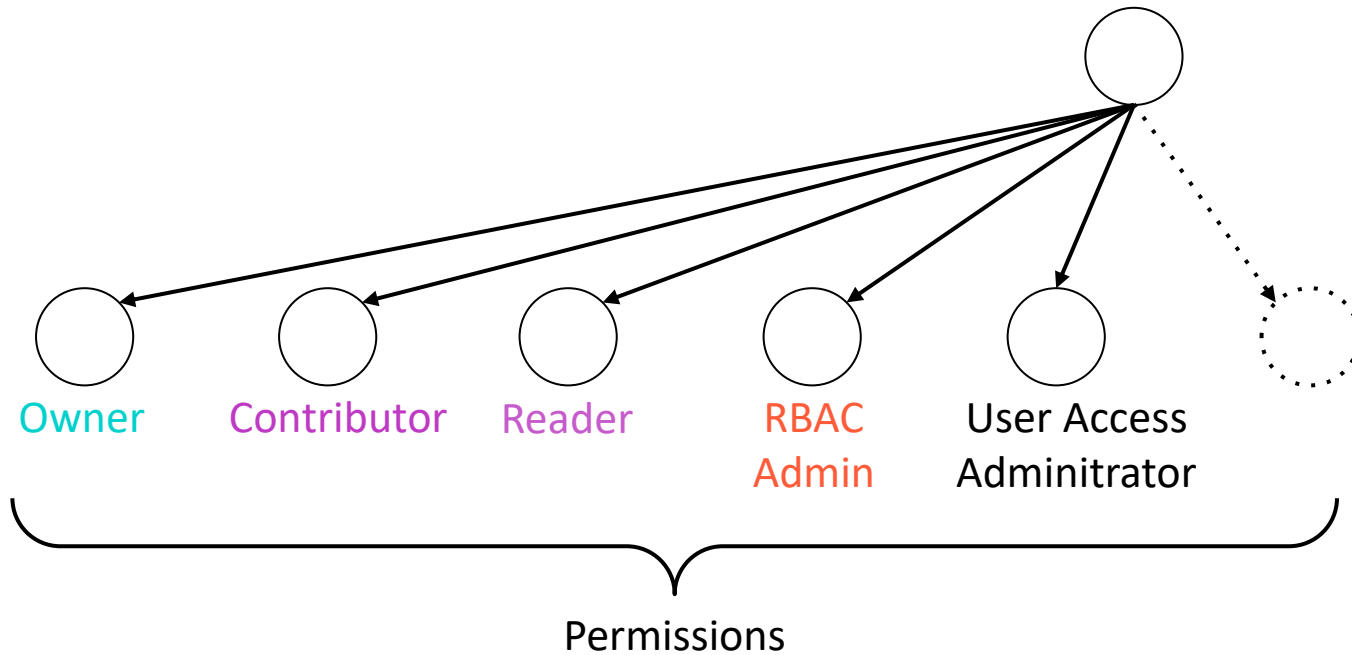 Owner
Contributor
Reader
RBAC
Admin
User Access
Adminitrator
Permissions